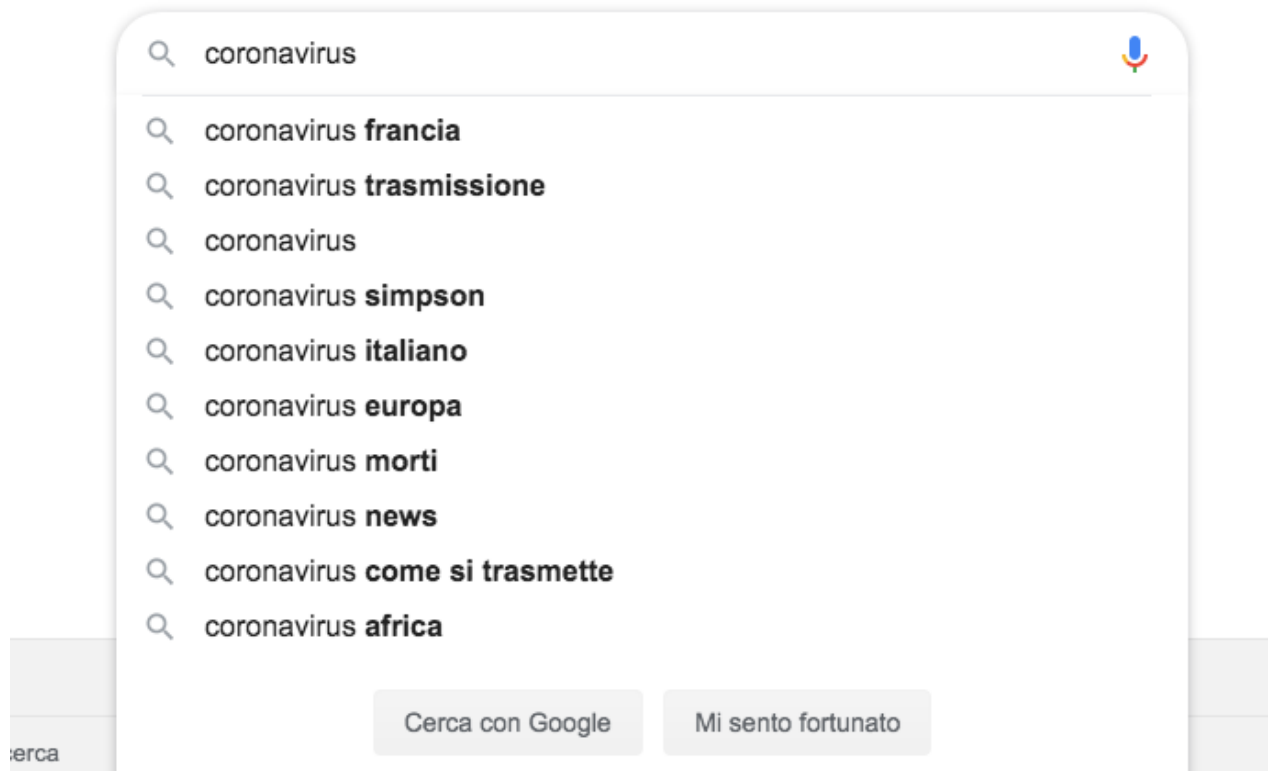 coronavirus
coronavirus francia
coronavirus trasmissione
coronavirus
coronavirus simpson
coronavirus italiano
coronavirus europa
coronavirus morti
coronavirus news
coronavirus come si trasmette
coronavirus africa
Cerca con Google Mi sento fortunato
cerca